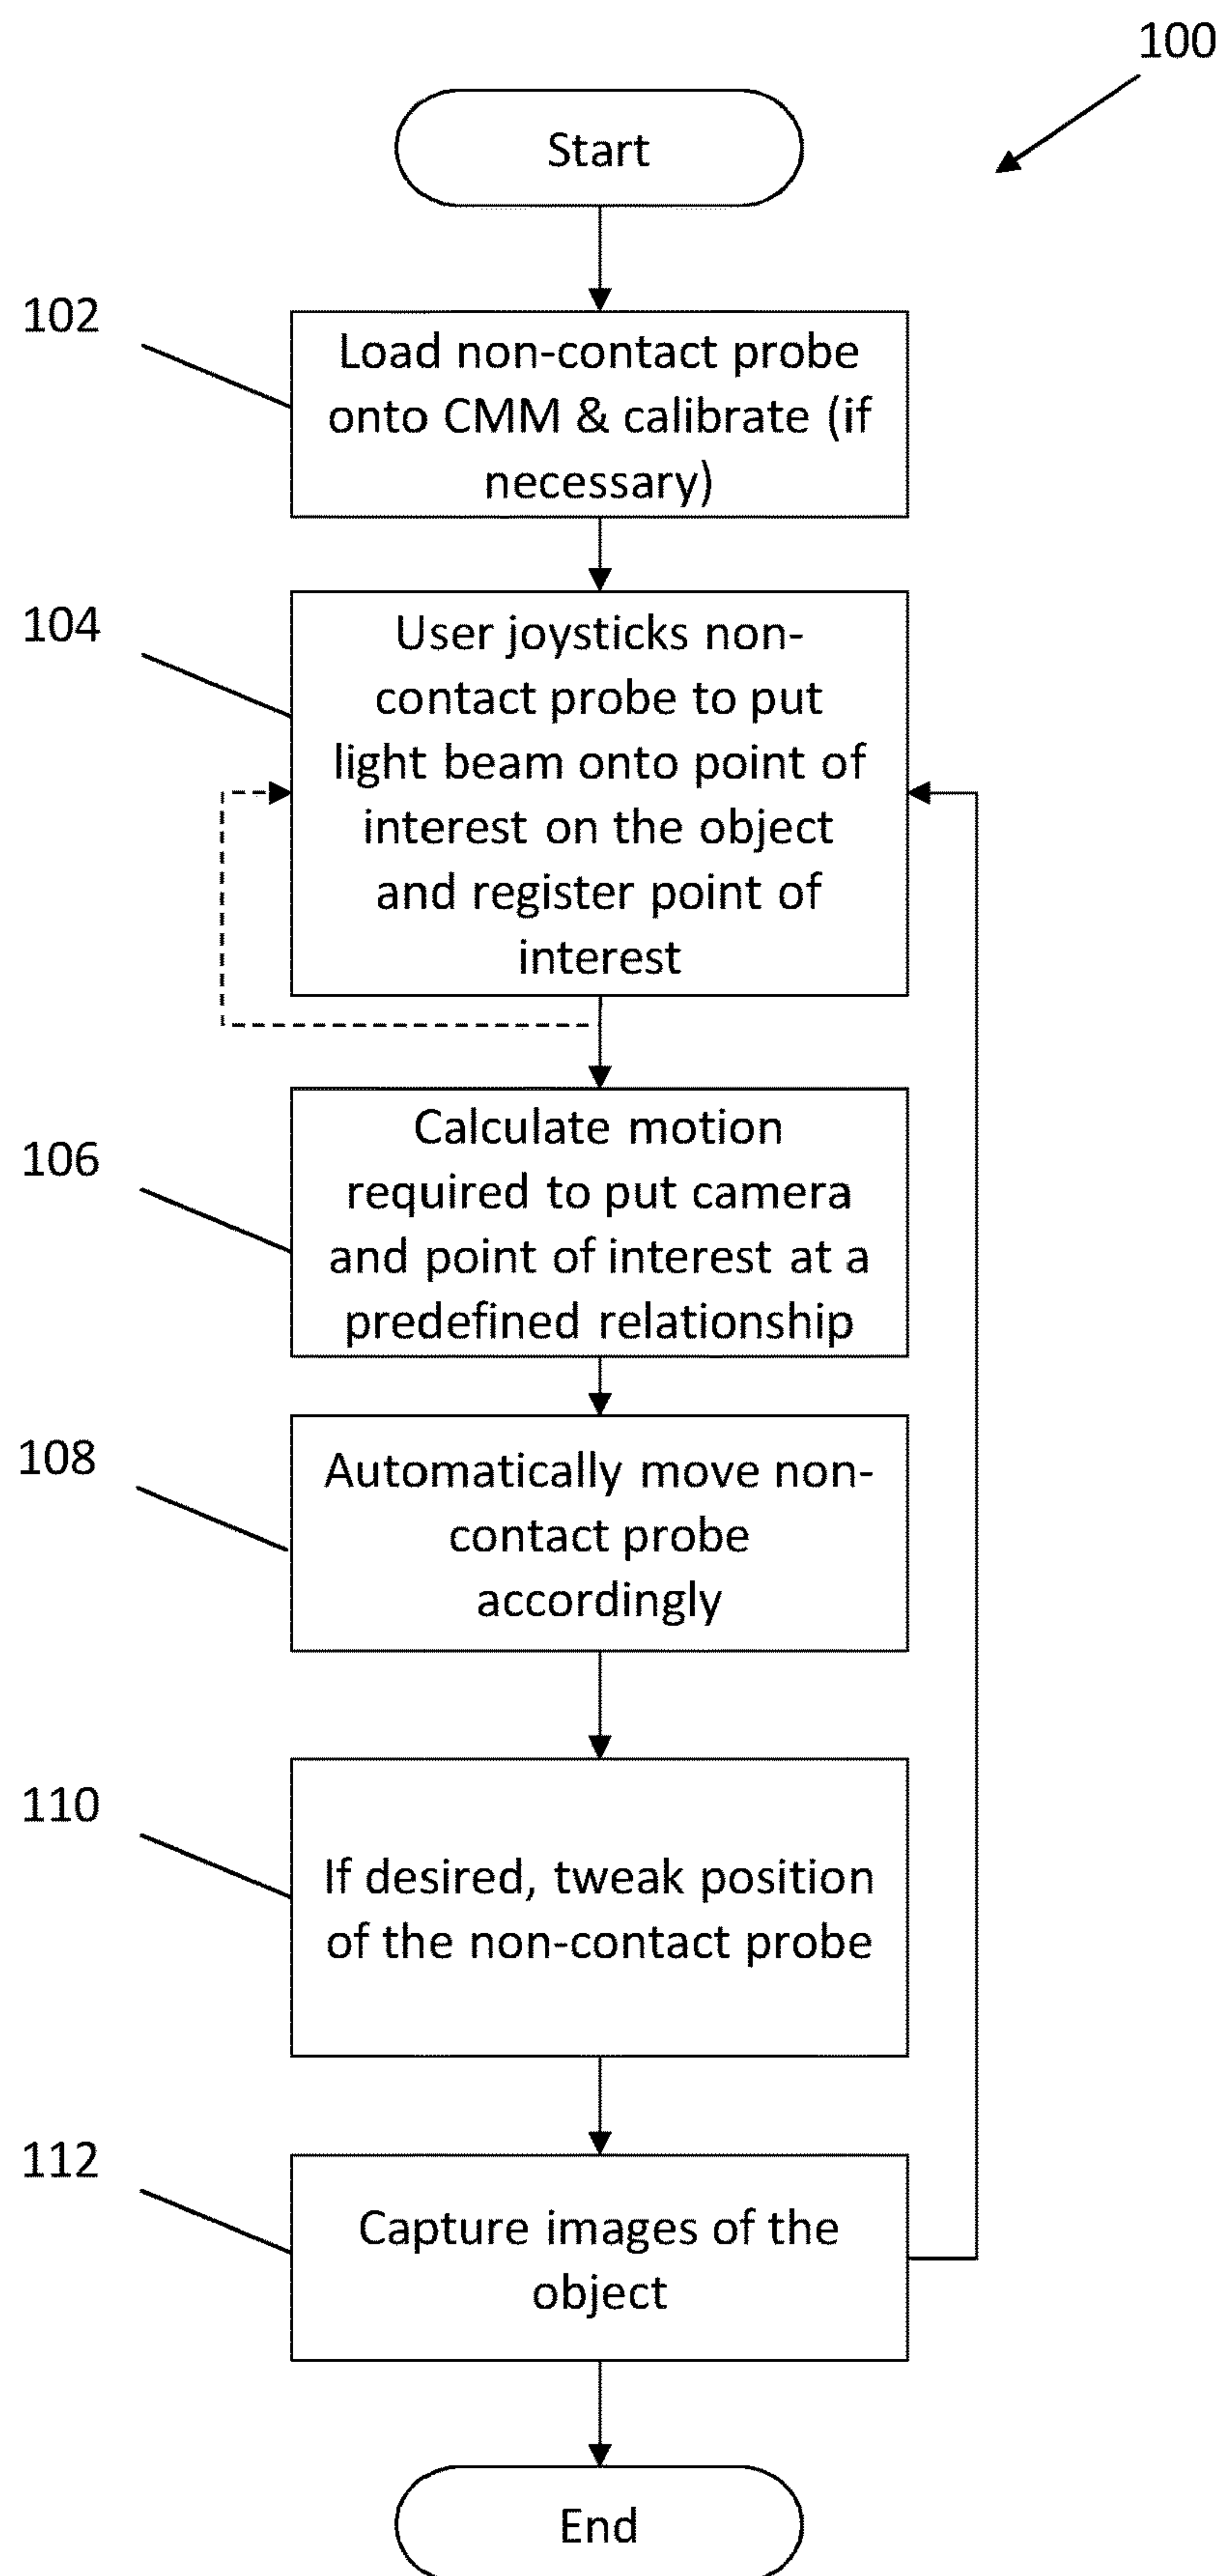 100
Start
102
Load non-contact probe
onto CMM & calibrate (if
necessary)
104
User joysticks non-
contact probe to put
light beam onto point of
interest on the object
and register point of
interest
106
Calculate motion
required to put camera
and point of interest at a
predefined relationship
108
Automatically move non-
contact probe
accordingly
110
If desired, tweak position
of the non-contact probe
112
Capture images of the
object
End